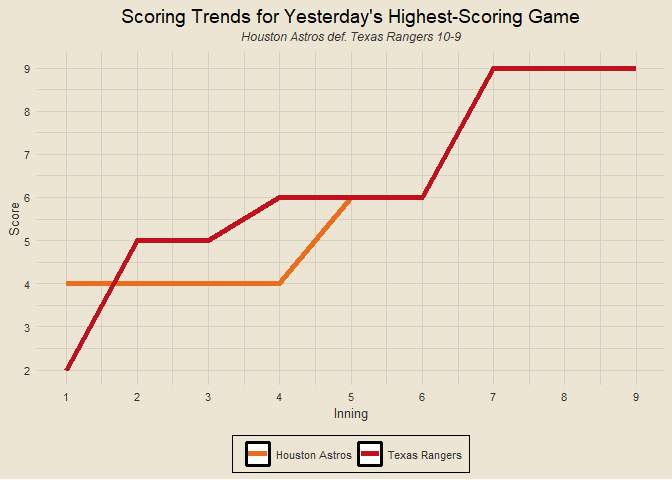 Scoring Trends for Yesterday's Highest-Scoring Game
Houston Astros def. Texas Rangers 10-9
9
8
7
6
5
4
3
2
Score
1 2 3 4 5 6 7 8 9
Inning
Houston Astros Texas Rangers